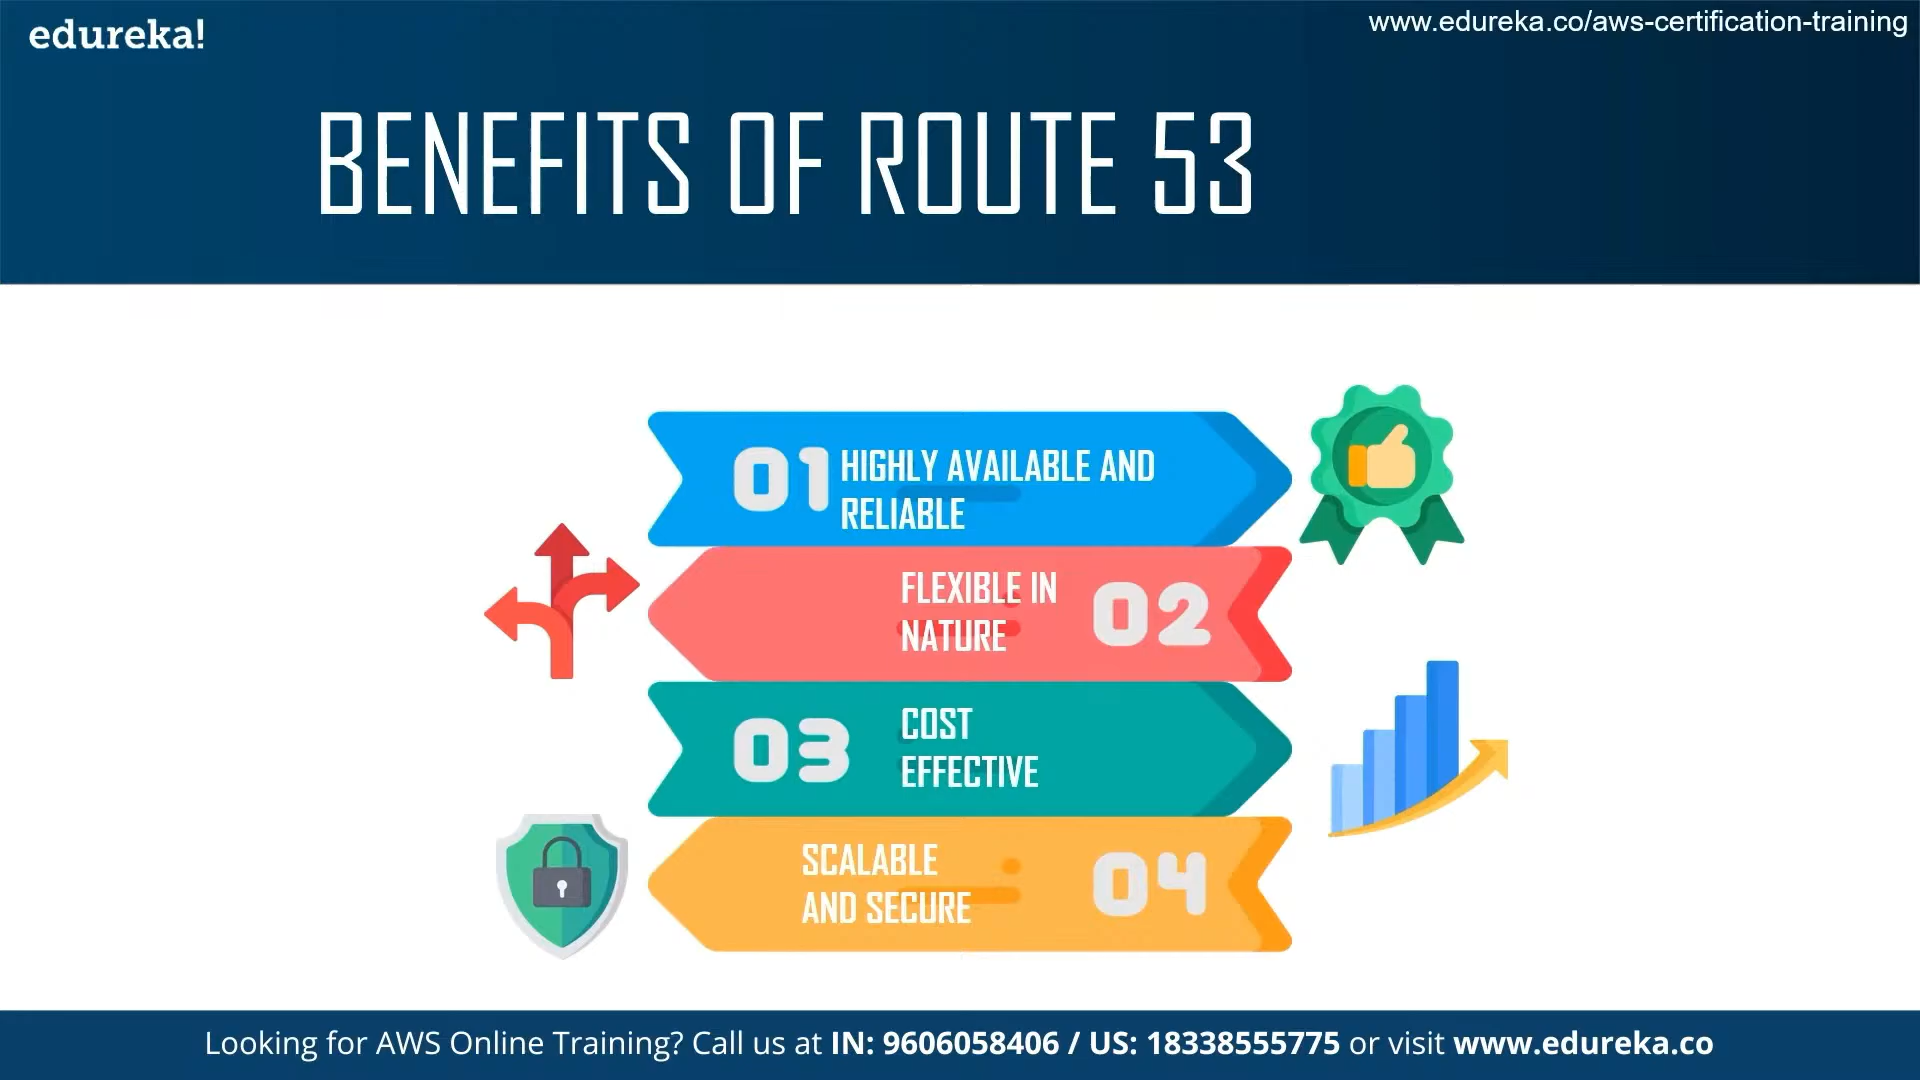 edureka!
www.edureka.co/aws-certification-training
BENEFITS OF ROUTE 53
01 HIGHLY AVAILABLE AND
RELIABLE
FLEXIBLE IN
NATURE
02
03
COST
EFFECTIVE
SCALABLE
AND SECURE
04
Looking for AWS Online Training? Call us at IN: 9606058406 / US: 18338555775 or visit www.edureka.co